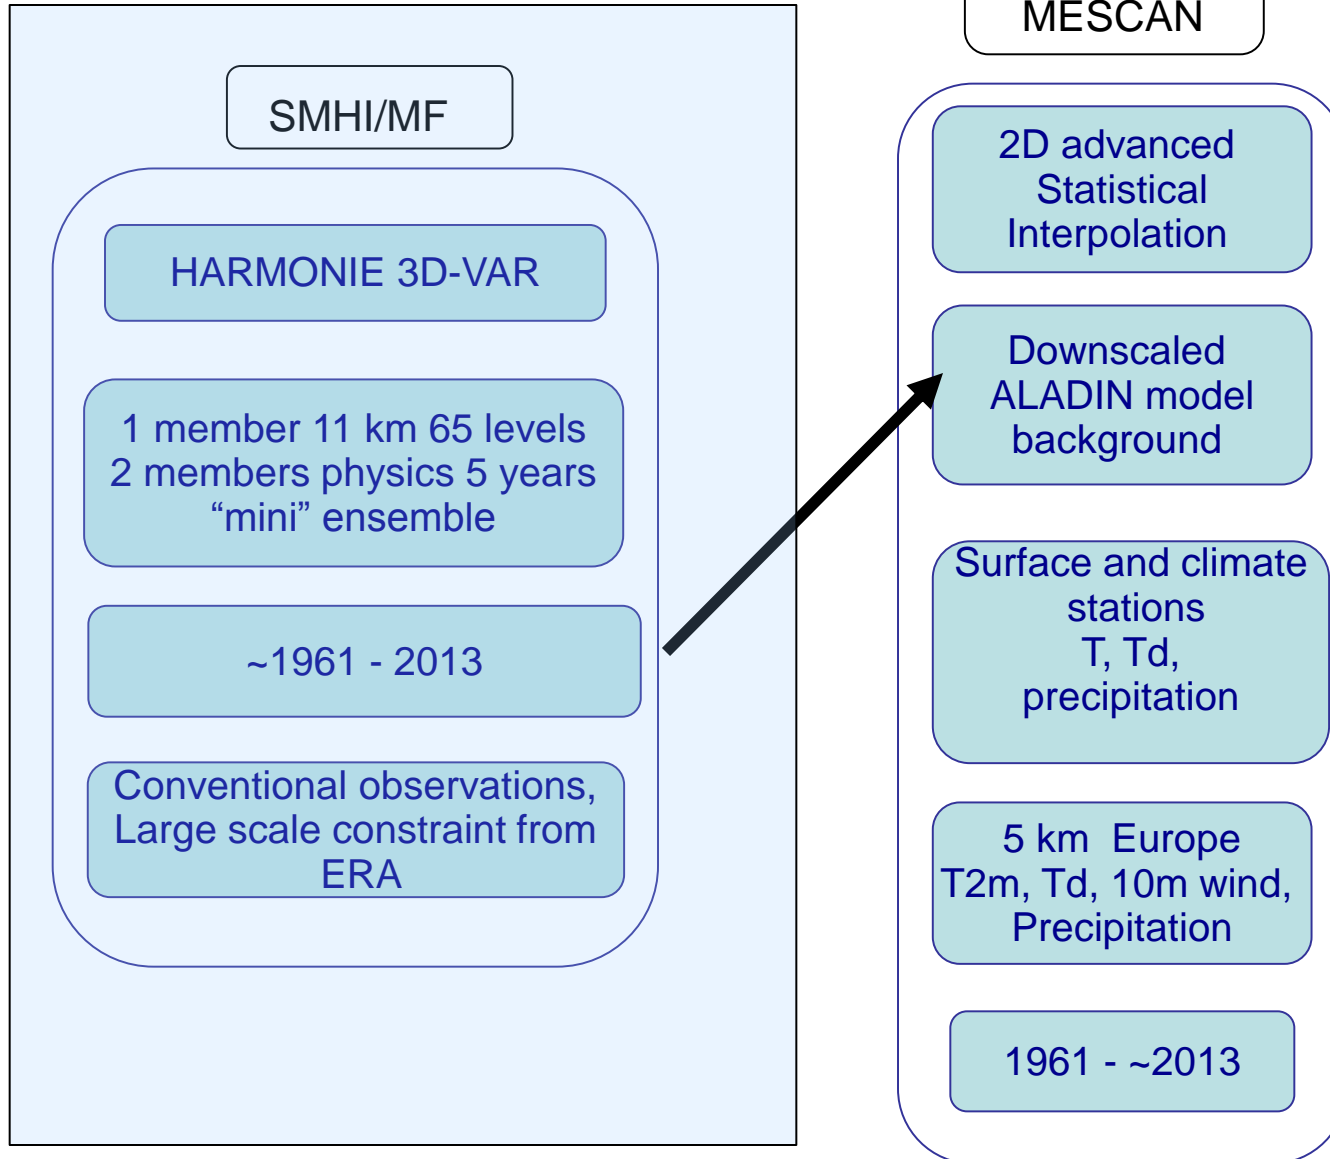 SMHI/MF
HARMONIE 3D-VAR
1 member 11 km 65 levels
2 members physics 5 years
“mini” ensemble
~1961 - 2013
Conventional observations,
Large scale constraint from
ERA
MESCAN
2D advanced
Statistical
Interpolation
Downscaled
ALADIN model
background
Surface and climate
stations
T, Td,
precipitation
5 km Europe
T2m, Td, 10m wind,
Precipitation
1961 - ~2013